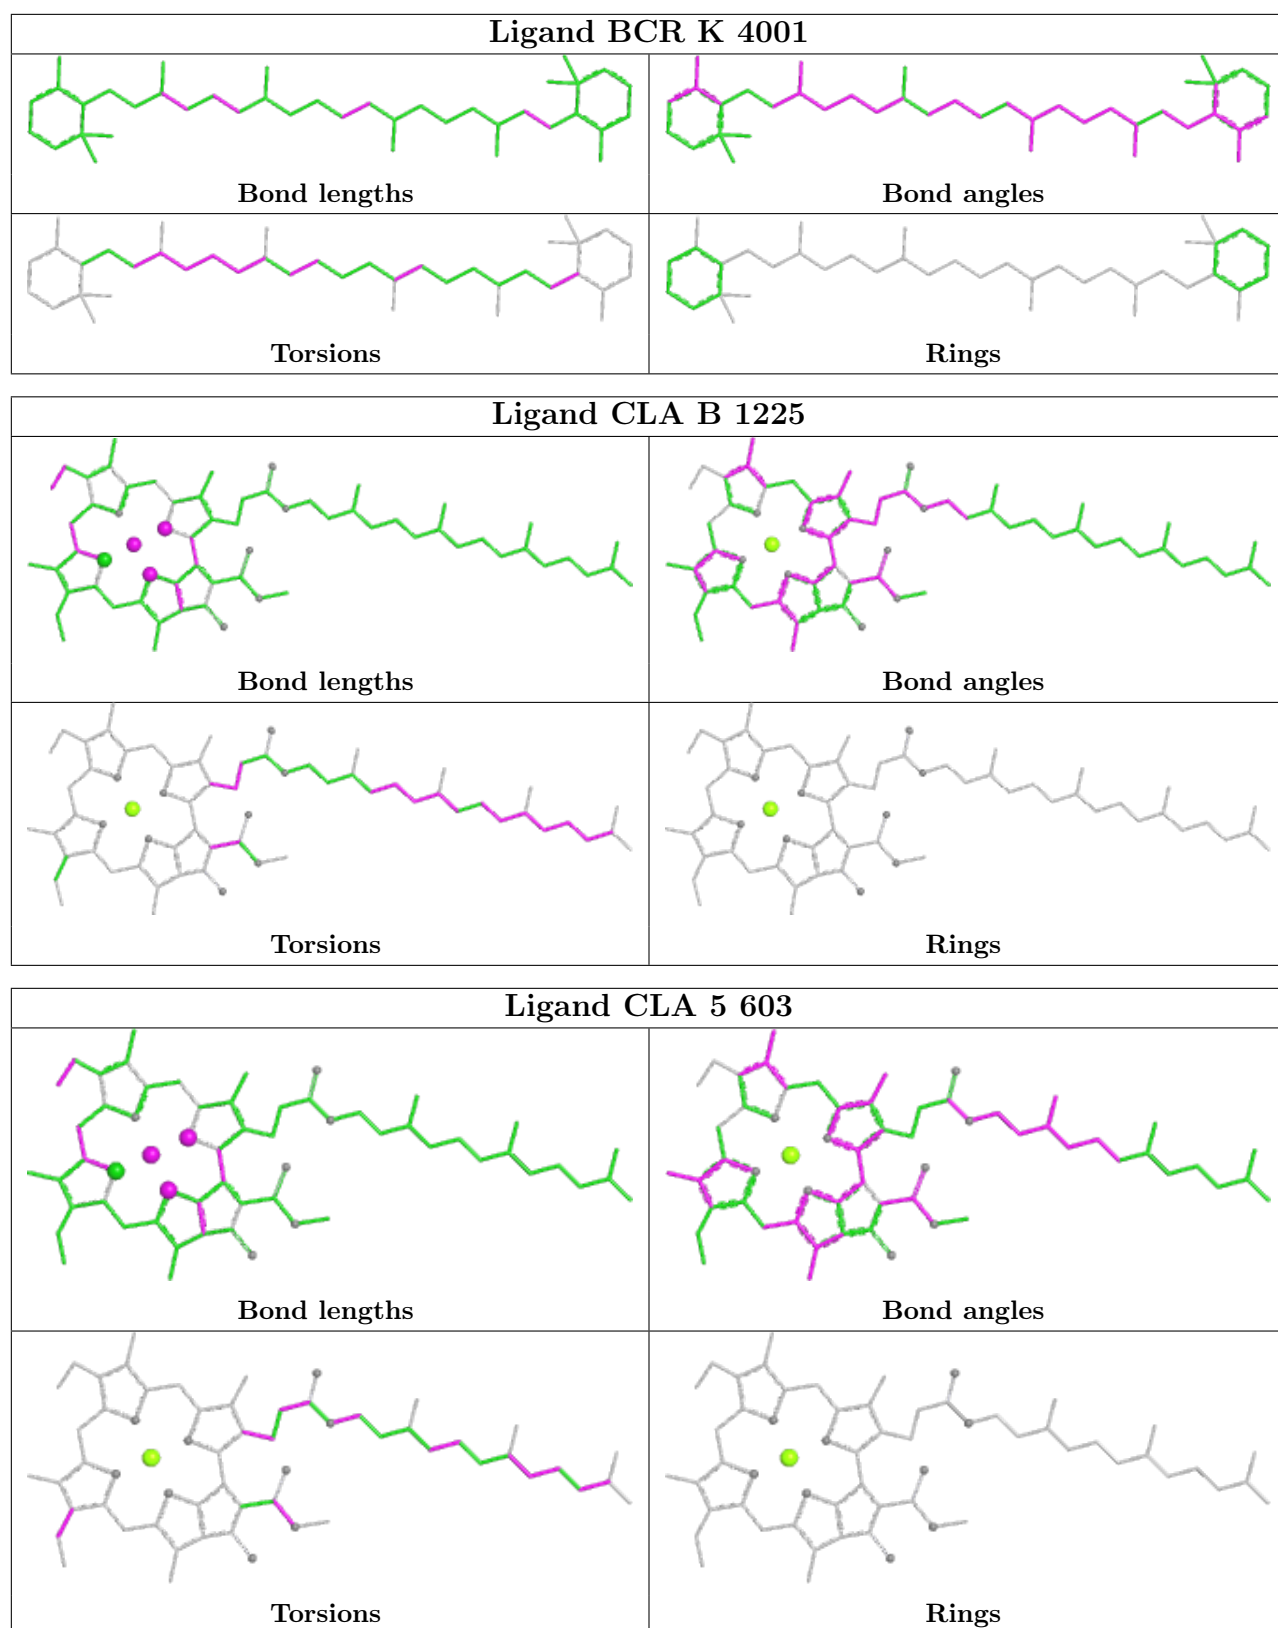 Ligand BCR K 4001
Bond lengths
Bond angles
Torsions
Rings
Ligand CLA B 1225
Bond lengths
Bond angles
Torsions
Rings
Ligand CLA 5 603
Bond lengths
Bond angles
Torsions
Rings